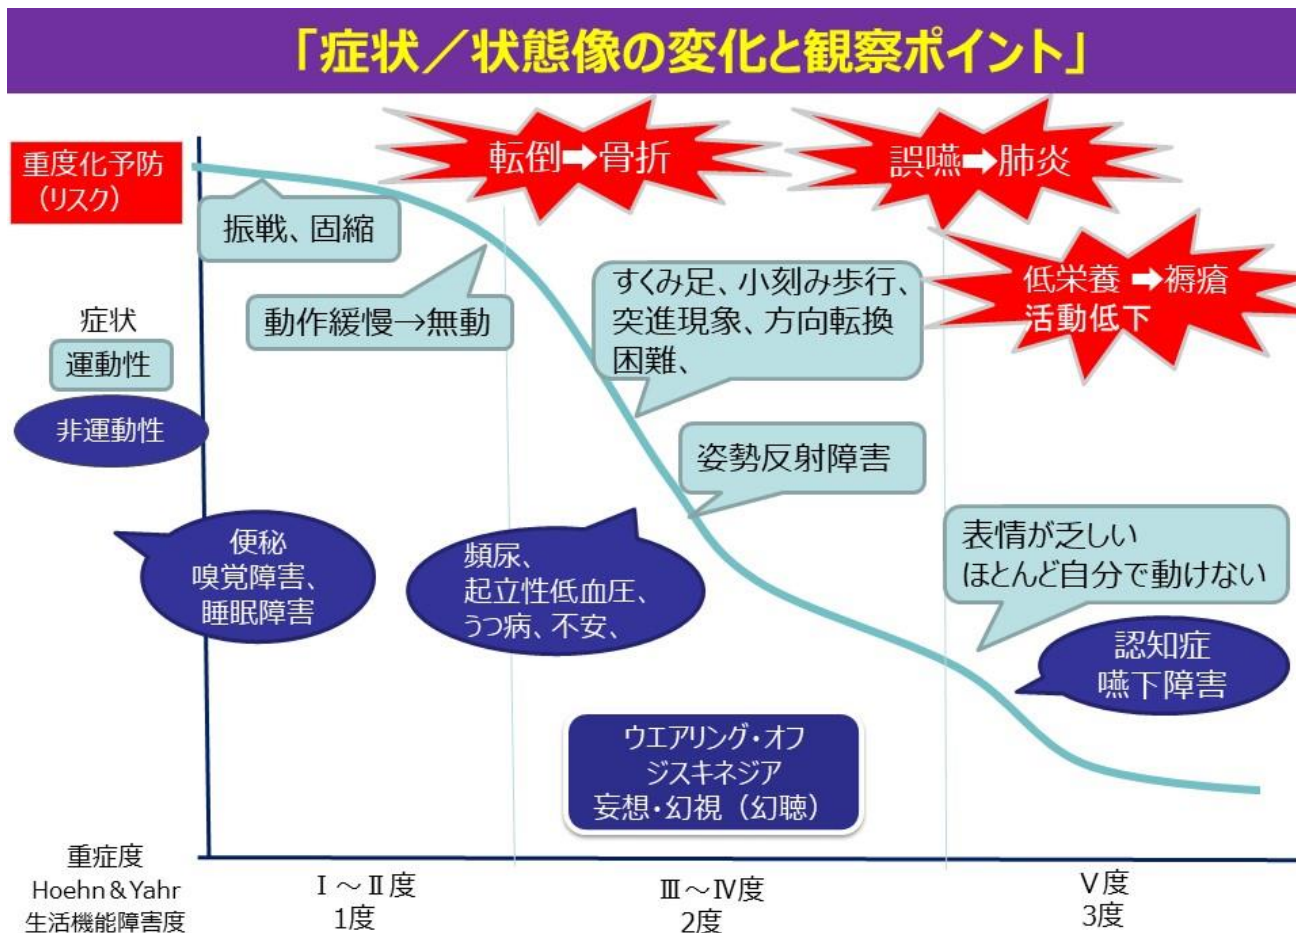 「症状／状態像の変化と観察ポイント」
重度化予防
（リスク）
転倒➡骨折
誤嚥➡肺炎
低栄養 ➡褥瘡
活動低下
振戦、固縮
動作緩慢→無動
すくみ足、小刻み歩行、
突進現象、方向転換
困難、
姿勢反射障害
表情が乏しい
ほとんど自分で動けない
症状
運動性
非運動性
便秘
嗅覚障害、
睡眠障害
頻尿、
起立性低血圧、
うつ病、不安、
認知症
嚥下障害
ウエアリング・オフ
ジスキネジア
妄想・幻視（幻聴）
重症度
Hoehn＆Yahr
生活機能障害度
Ⅰ～Ⅱ度
1度
Ⅲ～Ⅳ度
2度
Ⅴ度
3度